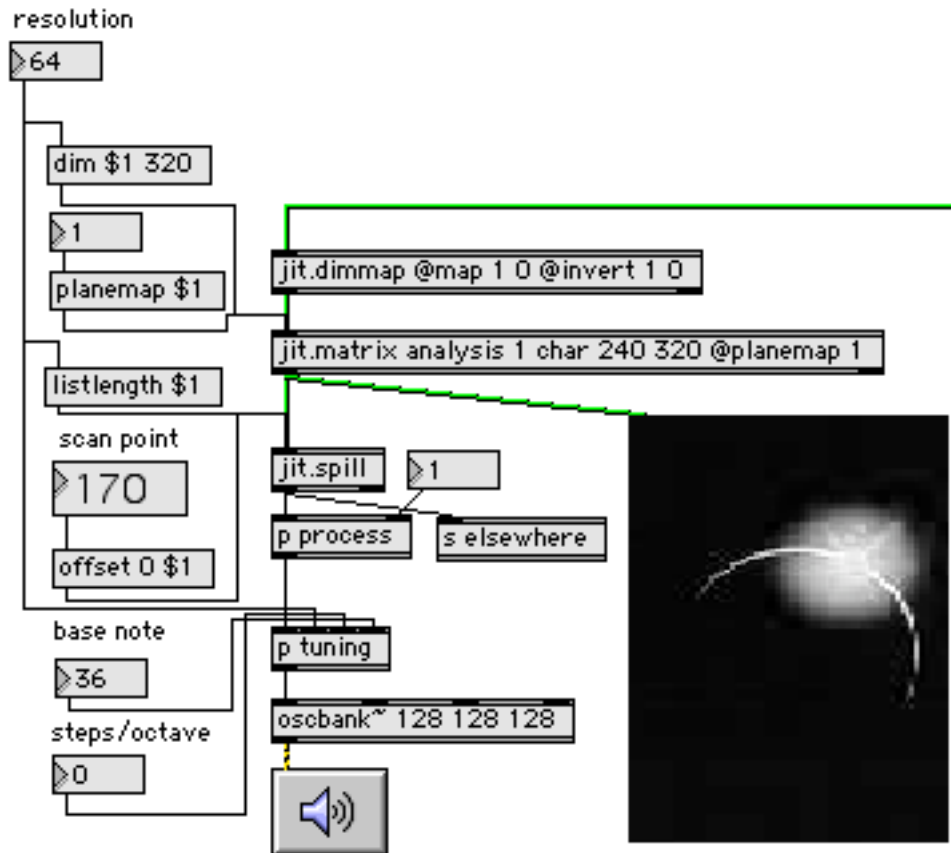 resolution
64
dim $1 320
1
planemap $1
jit.dimmap @map 1 0 @invert 1 0
jit.matrix analysis 1 char 240 320 @planemap 1
listlength $1
scan point
170
jit.spill
1
p process
s elsewhere
offset 0 $1
base note
36
p tuning
steps/octave
0
oscbank~ 128 128 128